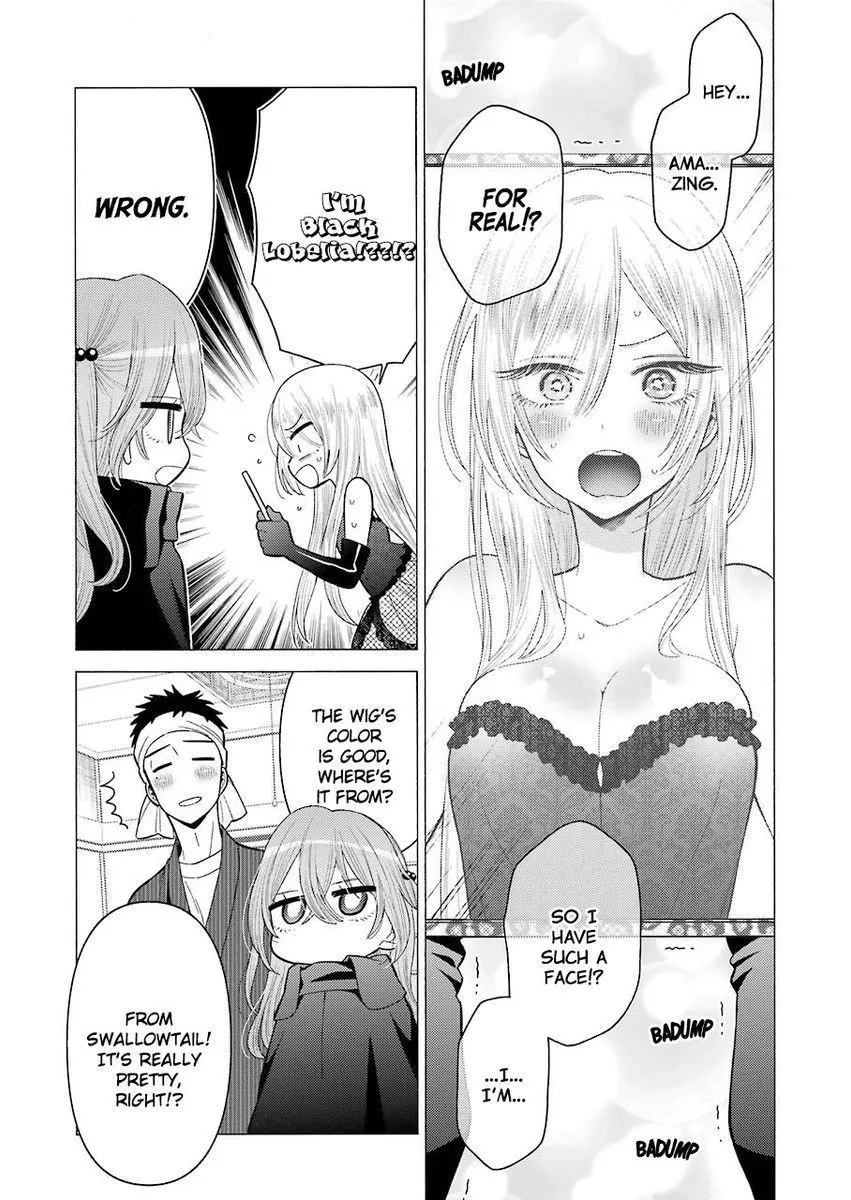 HEY...
AMA...
ZING.
BADUMP
FOR
REAL!?
SO I
HAVE
SUCH A
FACE!?
...I...
I'M...
BADUMP
BADUMP
I'm
Black
Lobelia!??!?
WRONG.
THE WIG'S
COLOR
IS GOOD,
WHERE'S
IT FROM?
FROM
SWALLOWTAIL!
IT'S REALLY
PRETTY,
RIGHT!?